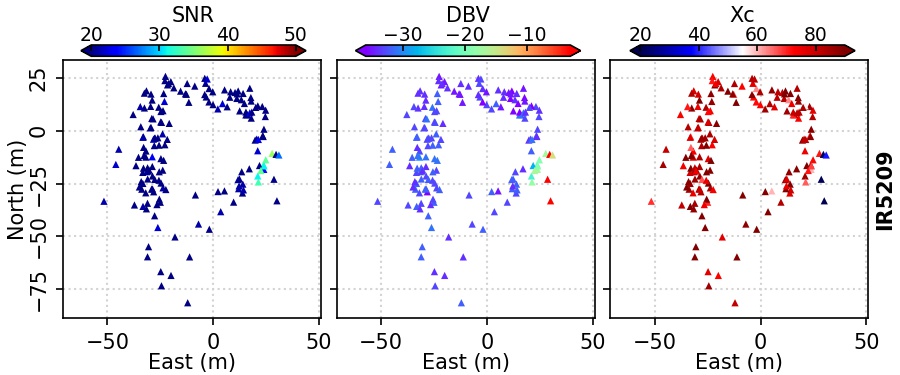 SNR
20 30 40 50
DBV
−30 −20 −10
Xc
20 40 60 80
North (m)
25
0
−25
−50
−75
−50 0 50
East (m)
−50 0 50
East (m)
−50 0 50
East (m)
IR5209